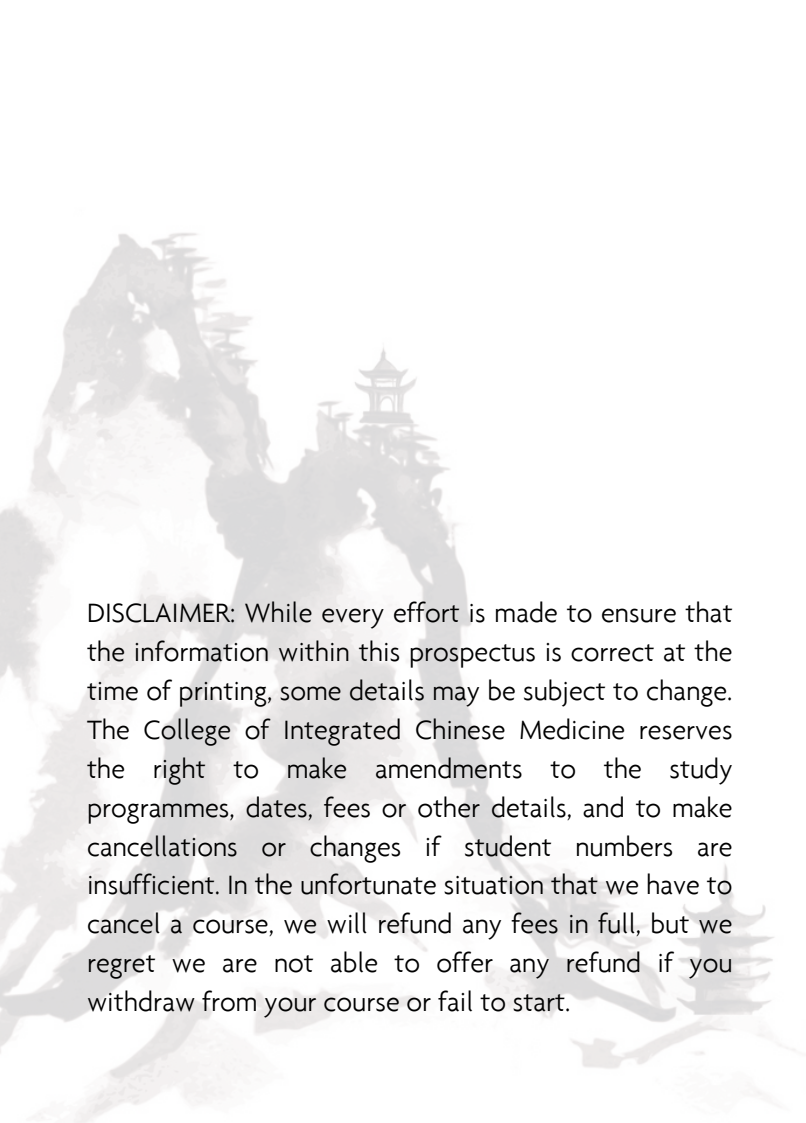 DISCLAIMER: While every effort is made to ensure that
the information within this prospectus is correct at the
time of printing, some details may be subject to change.
The College of Integrated Chinese Medicine reserves
the right to make amendments to the study
programmes, dates, fees or other details, and to make
cancellations or changes if student numbers are
insufficient. In the unfortunate situation that we have to
cancel a course, we will refund any fees in full, but we
regret we are not able to offer any refund if you
withdraw from your course or fail to start.